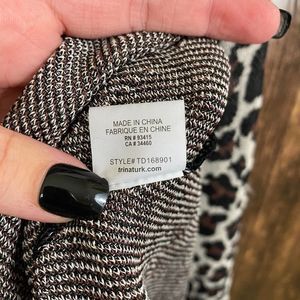 MADE IN CHINA
FABRIQUE EN CHINE
RN # 93415
CA # 34460
STYLE# TD168901
trinaturk.com